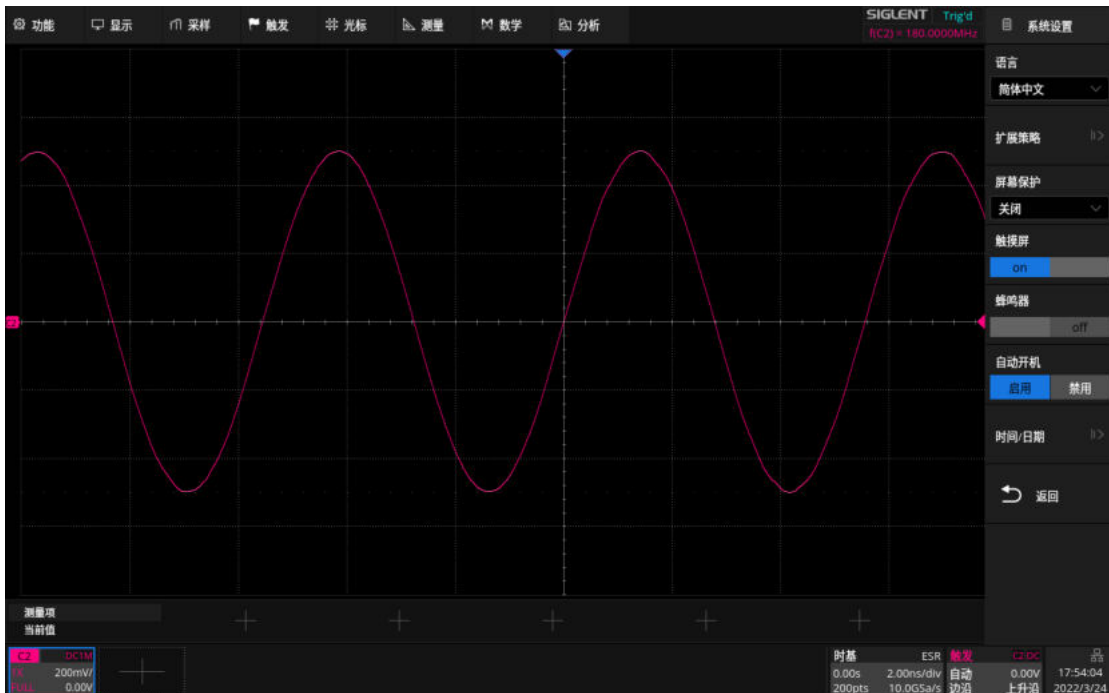 功能 显示 采样 触发 光标 测量 数学 分析
SIGLENT Trig'd
f(C2) = 180.0000MHz
系统设置
语言
简体中文
扩展策略
屏幕保护
关闭
触摸屏
on
蜂鸣器
off
自动开机
启用 禁用
时间/日期
返回
C2
测量项
当前值
C2 DC1M
1X 200mV/
FULL 0.00V
时基 ESR
0.00s 2.00ns/div
200pts 10.0GSa/s
触发 C2 DC
自动 0.00V
边沿 上升沿
17:54:04
2022/3/24